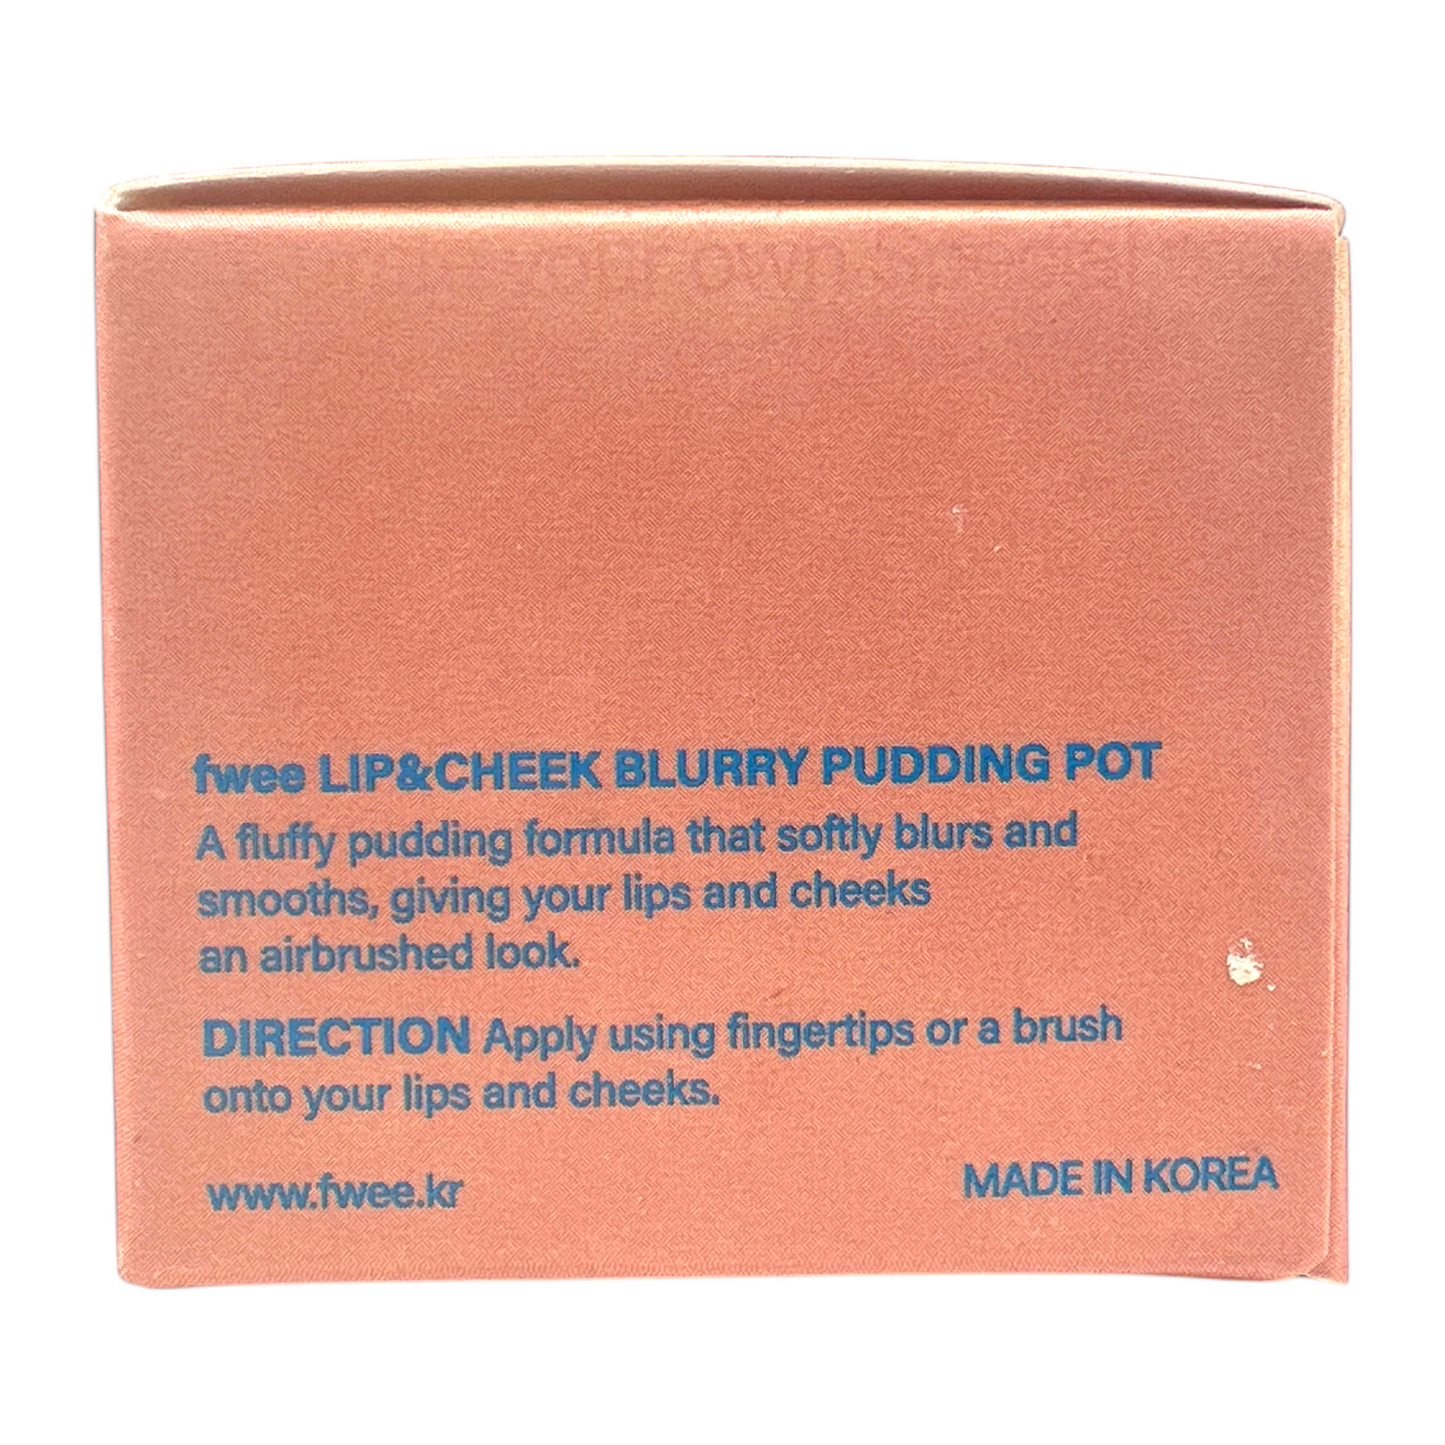 fwee LIP&CHEEK BLURRY PUDDING POT
A fluffy pudding formula that softly blurs and
smooths, giving your lips and cheeks
an airbrushed look.
DIRECTION Apply using fingertips or a brush
onto your lips and cheeks.
www.fwee.kr
MADE IN KOREA